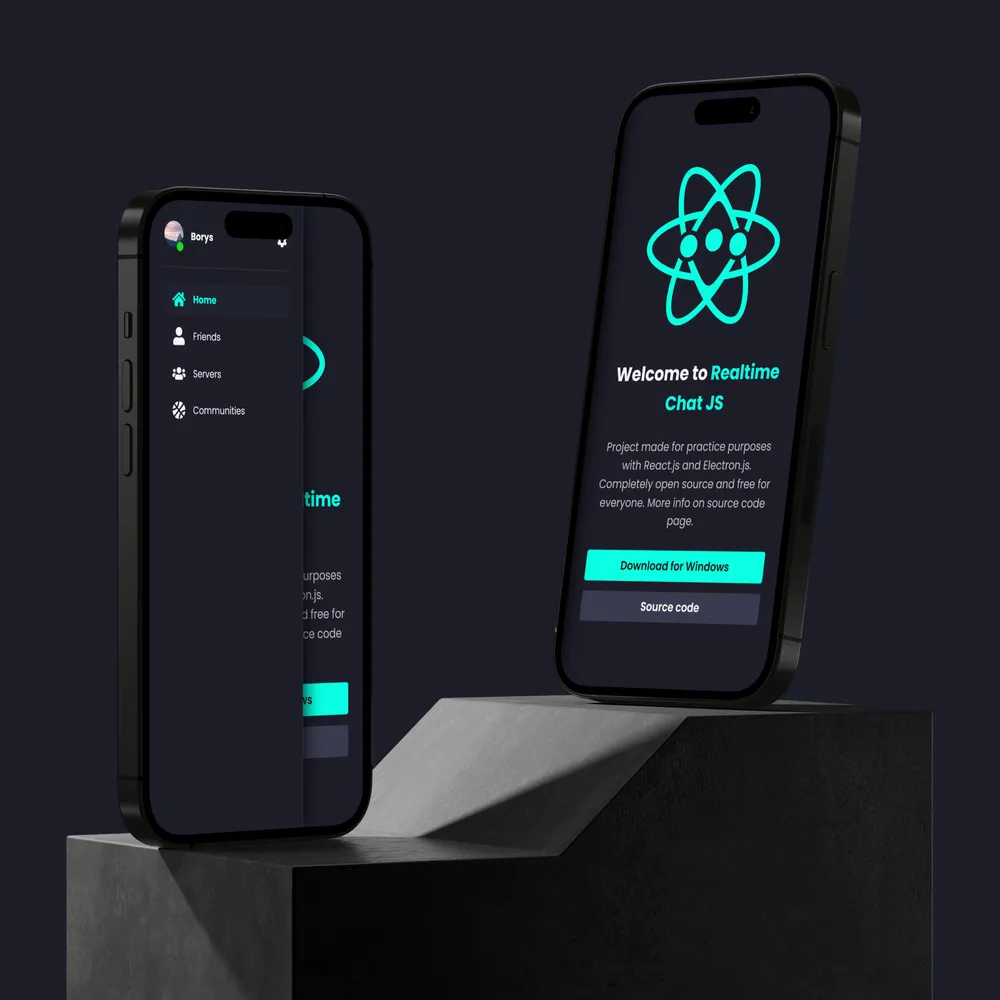 Borys
Home
Friends
Servers
Communities
time
urposes
on.js.
d free for
ce code
ws
Welcome to Realtime
Chat JS
Project made for practice purposes
with React.js and Electron.js.
Completely open source and free for
everyone. More info on source code
page.
Download for Windows
Source code